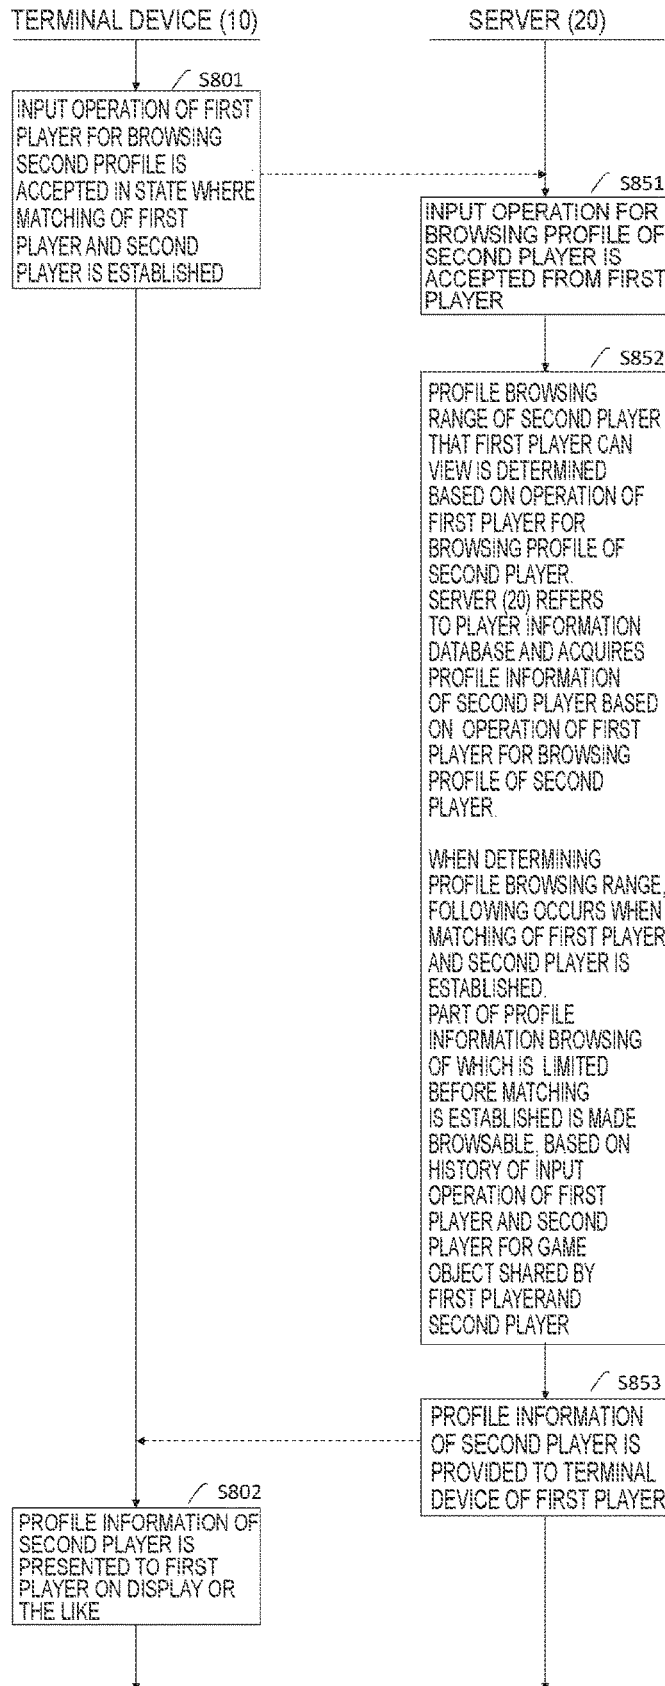 TERMINAL DEVICE (10)
SERVER (20)
S801
INPUT OPERATION OF FIRST
PLAYER FOR BROWSING
SECOND PROFILE IS
ACCEPTED IN STATE WHERE
MATCHING OF FIRST
PLAYER AND SECOND
PLAYER IS ESTABLISHED
S851
INPUT OPERATION FOR
BROWSING PROFILE OF
SECOND PLAYER IS
ACCEPTED FROM FIRST
PLAYER
S852
PROFILE BROWSING
RANGE OF SECOND PLAYER
THAT FIRST PLAYER CAN
VIEW IS DETERMINED
BASED ON OPERATION OF
FIRST PLAYER FOR
BROWSING PROFILE OF
SECOND PLAYER.
SERVER (20) REFERS
TO PLAYER INFORMATION
DATABASE AND ACQUIRES
PROFILE INFORMATION
OF SECOND PLAYER BASED
ON OPERATION OF FIRST
PLAYER FOR BROWSING
PROFILE OF SECOND
PLAYER.
WHEN DETERMINING
PROFILE BROWSING RANGE,
FOLLOWING OCCURS WHEN
MATCHING OF FIRST PLAYER
AND SECOND PLAYER IS
ESTABLISHED.
PART OF PROFILE
INFORMATION BROWSING
OF WHICH IS LIMITED
BEFORE MATCHING
IS ESTABLISHED IS MADE
BROWSABLE, BASED ON
HISTORY OF INPUT
OPERATION OF FIRST
PLAYER AND SECOND
PLAYER FOR GAME
OBJECT SHARED BY
FIRST PLAYERAND
SECOND PLAYER
S853
PROFILE INFORMATION
OF SECOND PLAYER IS
PROVIDED TO TERMINAL
DEVICE OF FIRST PLAYER
S802
PROFILE INFORMATION OF
SECOND PLAYER IS
PRESENTED TO FIRST
PLAYER ON DISPLAY OR
THE LIKE